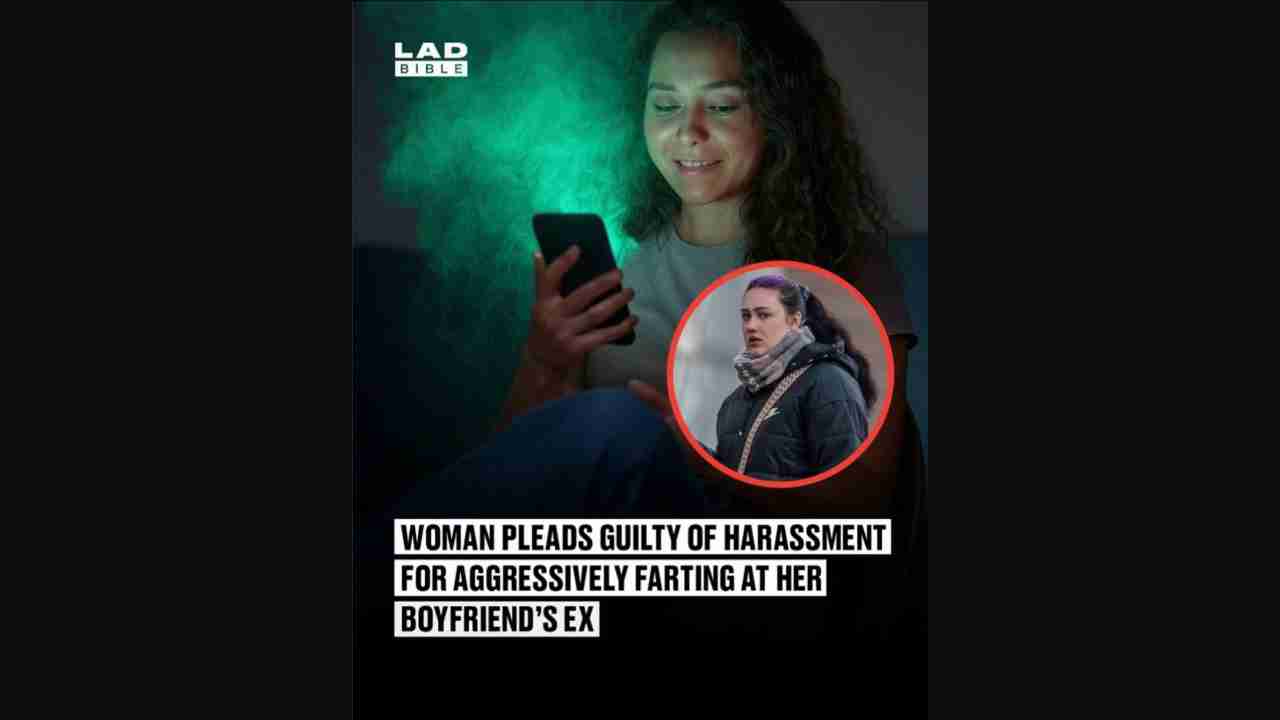 LAD
BIBLE
WOMAN PLEADS GUILTY OF HARASSMENT
FOR AGGRESSIVELY FARTING AT HER
BOYFRIEND'S EX